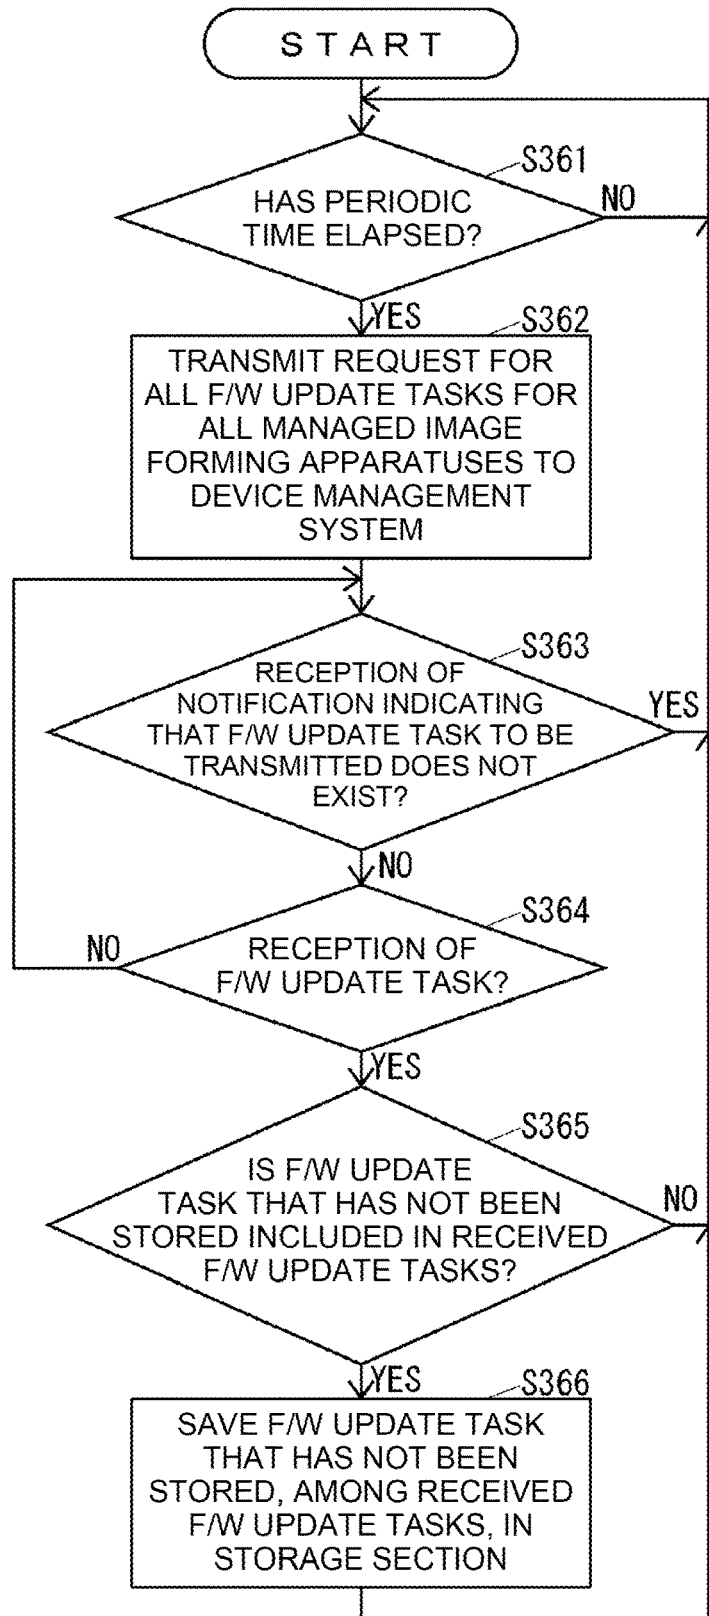 START
S361
HAS PERIODIC
TIME ELAPSED?
NO
YES
S362
TRANSMIT REQUEST FOR
ALL F/W UPDATE TASKS FOR
ALL MANAGED IMAGE
FORMING APPARATUSES TO
DEVICE MANAGEMENT
SYSTEM
S363
RECEPTION OF
NOTIFICATION INDICATING
THAT F/W UPDATE TASK TO BE
TRANSMITTED DOES NOT
EXIST?
YES
NO
S364
NO
RECEPTION OF
F/W UPDATE TASK?
YES
S365
IS F/W UPDATE
TASK THAT HAS NOT BEEN
STORED INCLUDED IN RECEIVED
F/W UPDATE TASKS?
NO
YES
S366
SAVE F/W UPDATE TASK
THAT HAS NOT BEEN
STORED, AMONG RECEIVED
F/W UPDATE TASKS, IN
STORAGE SECTION